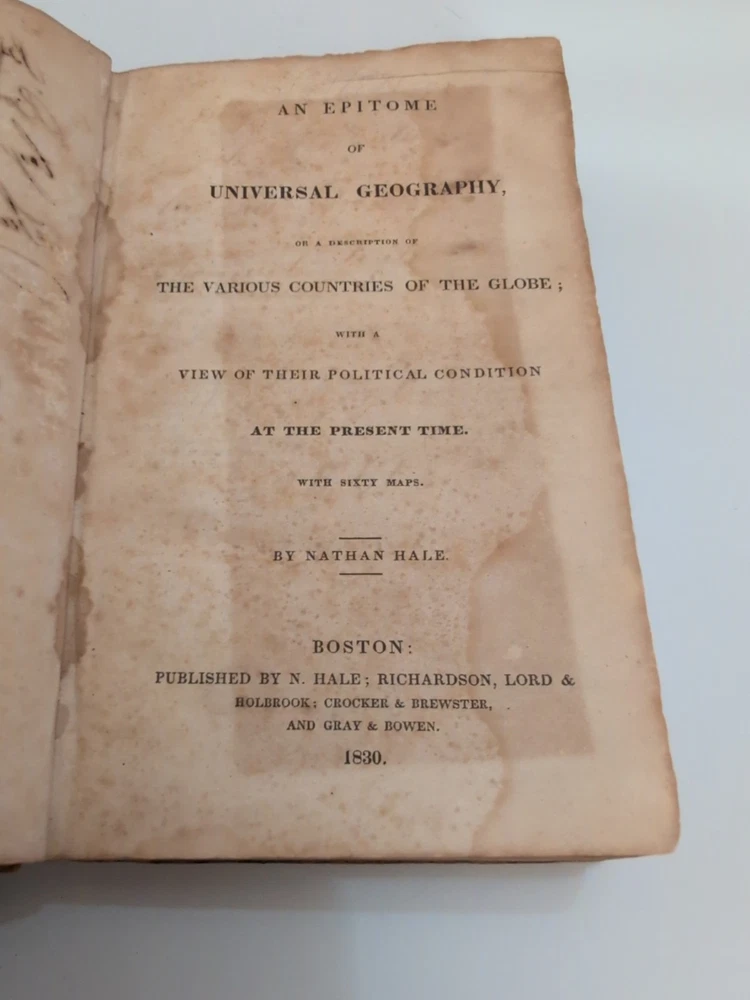 AN EPITOME
OF
UNIVERSAL GEOGRAPHY,
OR A DESCRIPTION OF
THE VARIOUS COUNTRIES OF THE GLOBE;
WITH A
VIEW OF THEIR POLITICAL CONDITION
AT THE PRESENT TIME.
WITH SIXTY MAPS.
BY NATHAN HALE.
BOSTON:
PUBLISHED BY N. HALE; RICHARDSON, LORD &
HOLBROOK; CROCKER & BREWSTER,
AND GRAY & BOWEN.
1830.